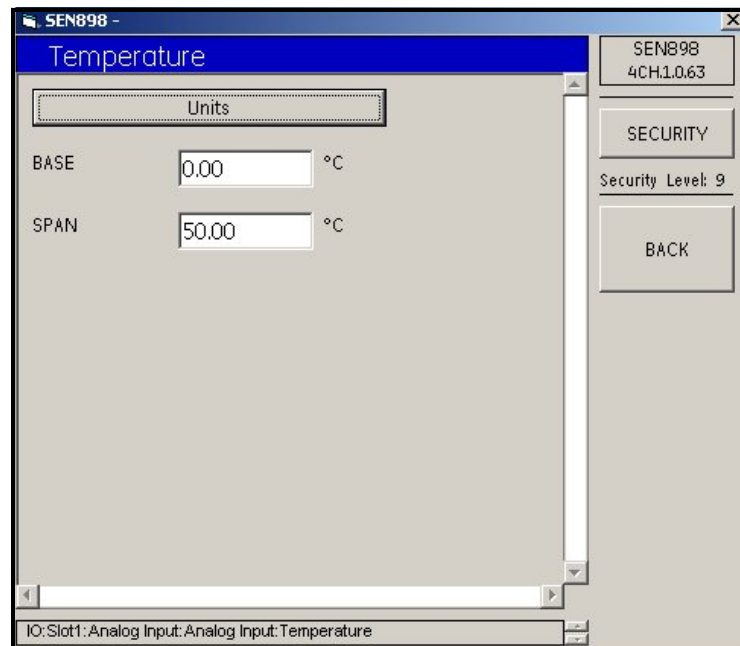 SEN898 -
Temperature
Units
BASE 0.00 °C
SPAN 50.00 °C
SEN898
4CH.1.0.63
SECURITY
Security Level: 9
BACK
IO:Slot1:Analog Input:Analog Input:Temperature